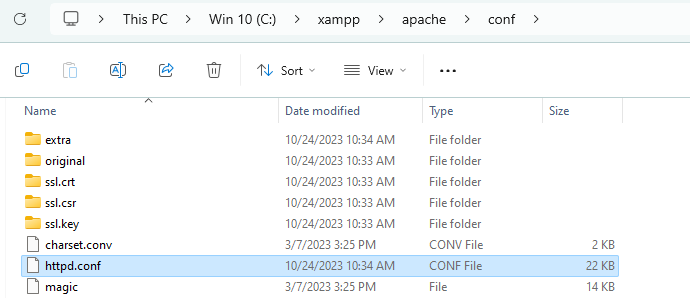 This PC > Win 10 (C:) > xampp > apache > conf >
Sort View ...
Name Date modified Type Size
extra 10/24/2023 10:34 AM File folder
original 10/24/2023 10:33 AM File folder
ssl.crt 10/24/2023 10:33 AM File folder
ssl.csr 10/24/2023 10:33 AM File folder
ssl.key 10/24/2023 10:33 AM File folder
charset.conv 3/7/2023 3:25 PM CONV File 2 KB
httpd.conf 10/24/2023 10:34 AM CONF File 22 KB
magic 3/7/2023 3:25 PM File 14 KB